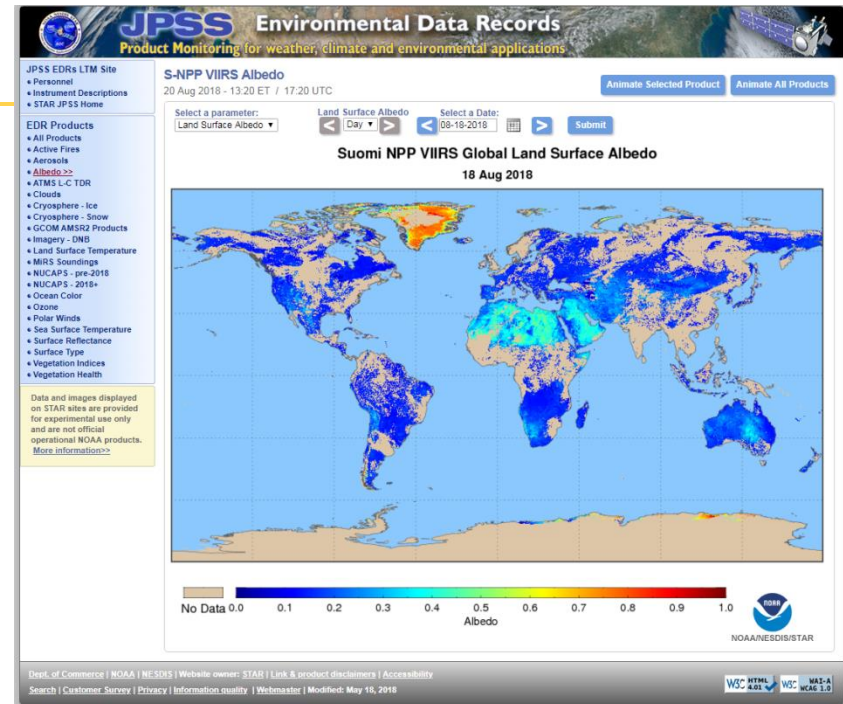 JPSS Environmental Data Records
Product Monitoring for weather, climate and environmental applications
JPSS EDRs LTM Site
Personnel
Instrument Descriptions
STAR JPSS Home
EDR Products
All Products
Active Fires
Aerosols
Albedo >>
ATMS L-C TDR
Clouds
Cryosphere - Ice
Cryosphere - Snow
GCOM AMSR2 Products
Imagery - DNB
Land Surface Temperature
MiRS Soundings
NUCAPS - pre-2018
NUCAPS - 2018+
Ocean Color
Ozone
Polar Winds
Sea Surface Temperature
Surface Reflectance
Surface Type
Vegetation Indices
Vegetation Health
Data and images displayed
on STAR sites are provided
for experimental use only
and are not official
operational NOAA products.
More information>>
S-NPP VIIRS Albedo
20 Aug 2018 - 13:20 ET / 17:20 UTC
Animate Selected Product
Animate All Products
Select a parameter:
Land Surface Albedo
Land Surface Albedo
< Day >
Select a Date:
< 08-18-2018 >
Submit
Suomi NPP VIIRS Global Land Surface Albedo
18 Aug 2018
No Data 0.0 0.1 0.2 0.3 0.4 0.5 0.6 0.7 0.8 0.9 1.0
Albedo
NOAA
NOAA/NESDIS/STAR
Dept. of Commerce | NOAA | NESDIS | Website owner: STAR | Link & product disclaimers | Accessibility
Search | Customer Survey | Privacy | Information quality | Webmaster | Modified: May 18, 2018
W3C HTML 4.01
W3C WAI-A WCAG 1.0